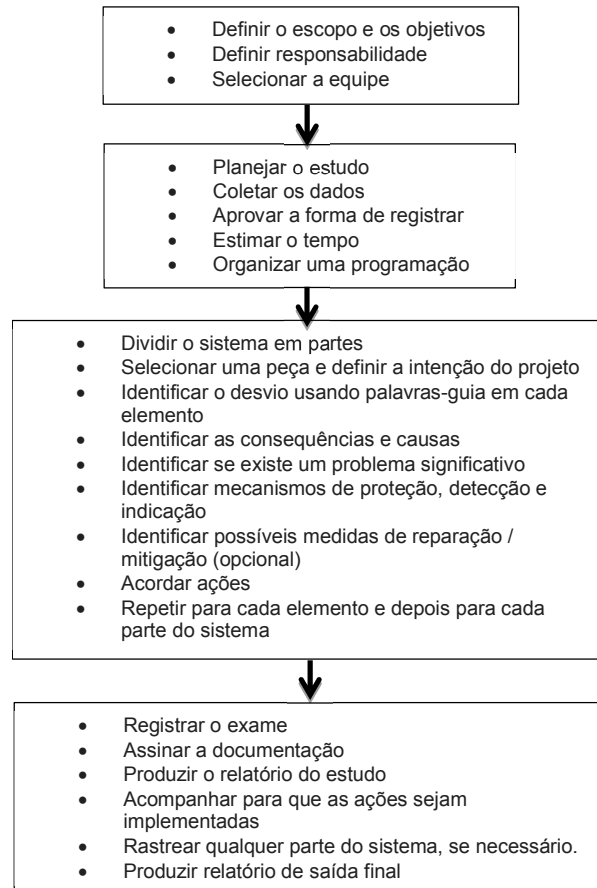 • Definir o escopo e os objetivos
• Definir responsabilidade
• Selecionar a equipe
• Planejar o estudo
• Coletar os dados
• Aprovar a forma de registrar
• Estimar o tempo
• Organizar uma programação
• Dividir o sistema em partes
• Selecionar uma peça e definir a intenção do projeto
• Identificar o desvio usando palavras-guia em cada
elemento
• Identificar as consequências e causas
• Identificar se existe um problema significativo
• Identificar mecanismos de proteção, detecção e
indicação
• Identificar possíveis medidas de reparação /
mitigação (opcional)
• Acordar ações
• Repetir para cada elemento e depois para cada
parte do sistema
• Registrar o exame
• Assinar a documentação
• Produzir o relatório do estudo
• Acompanhar para que as ações sejam
implementadas
• Rastrear qualquer parte do sistema, se necessário.
• Produzir relatório de saída final